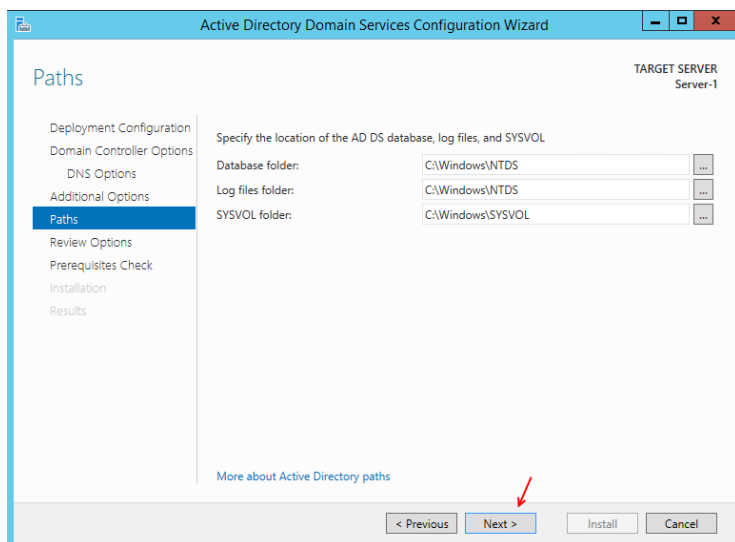 Active Directory Domain Services Configuration Wizard
Paths
TARGET SERVER
Server-1
Deployment Configuration
Domain Controller Options
DNS Options
Additional Options
Paths
Review Options
Prerequisites Check
Installation
Results
Specify the location of the AD DS database, log files, and SYSVOL
Database folder: C:\Windows\NTDS ...
Log files folder: C:\Windows\NTDS ...
SYSVOL folder: C:\Windows\SYSVOL ...
More about Active Directory paths
< Previous Next > Install Cancel